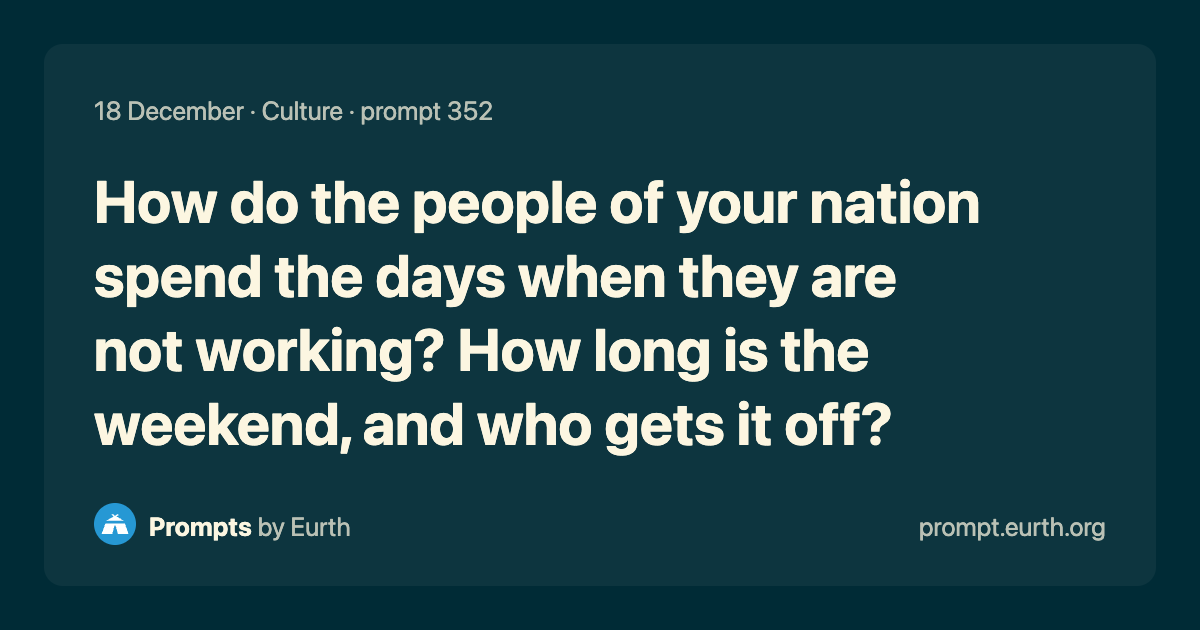 18 December · Culture · prompt 352
How do the people of your nation
spend the days when they are
not working? How long is the
weekend, and who gets it off?
Prompts by Eurth
prompt.eurth.org